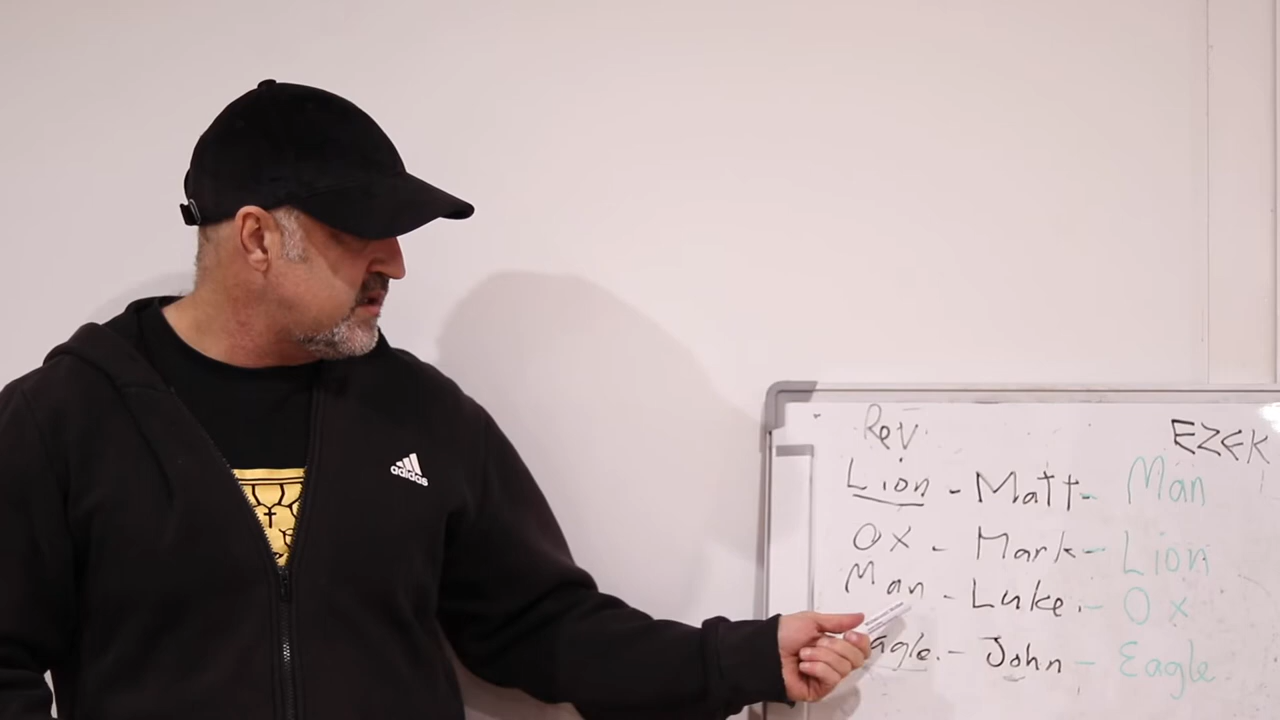 adidas
Rev. EZEK
Lion - Matt - Man
OX - Mark - Lion
Man - Luke. - Ox
Eagle. - John - Eagle